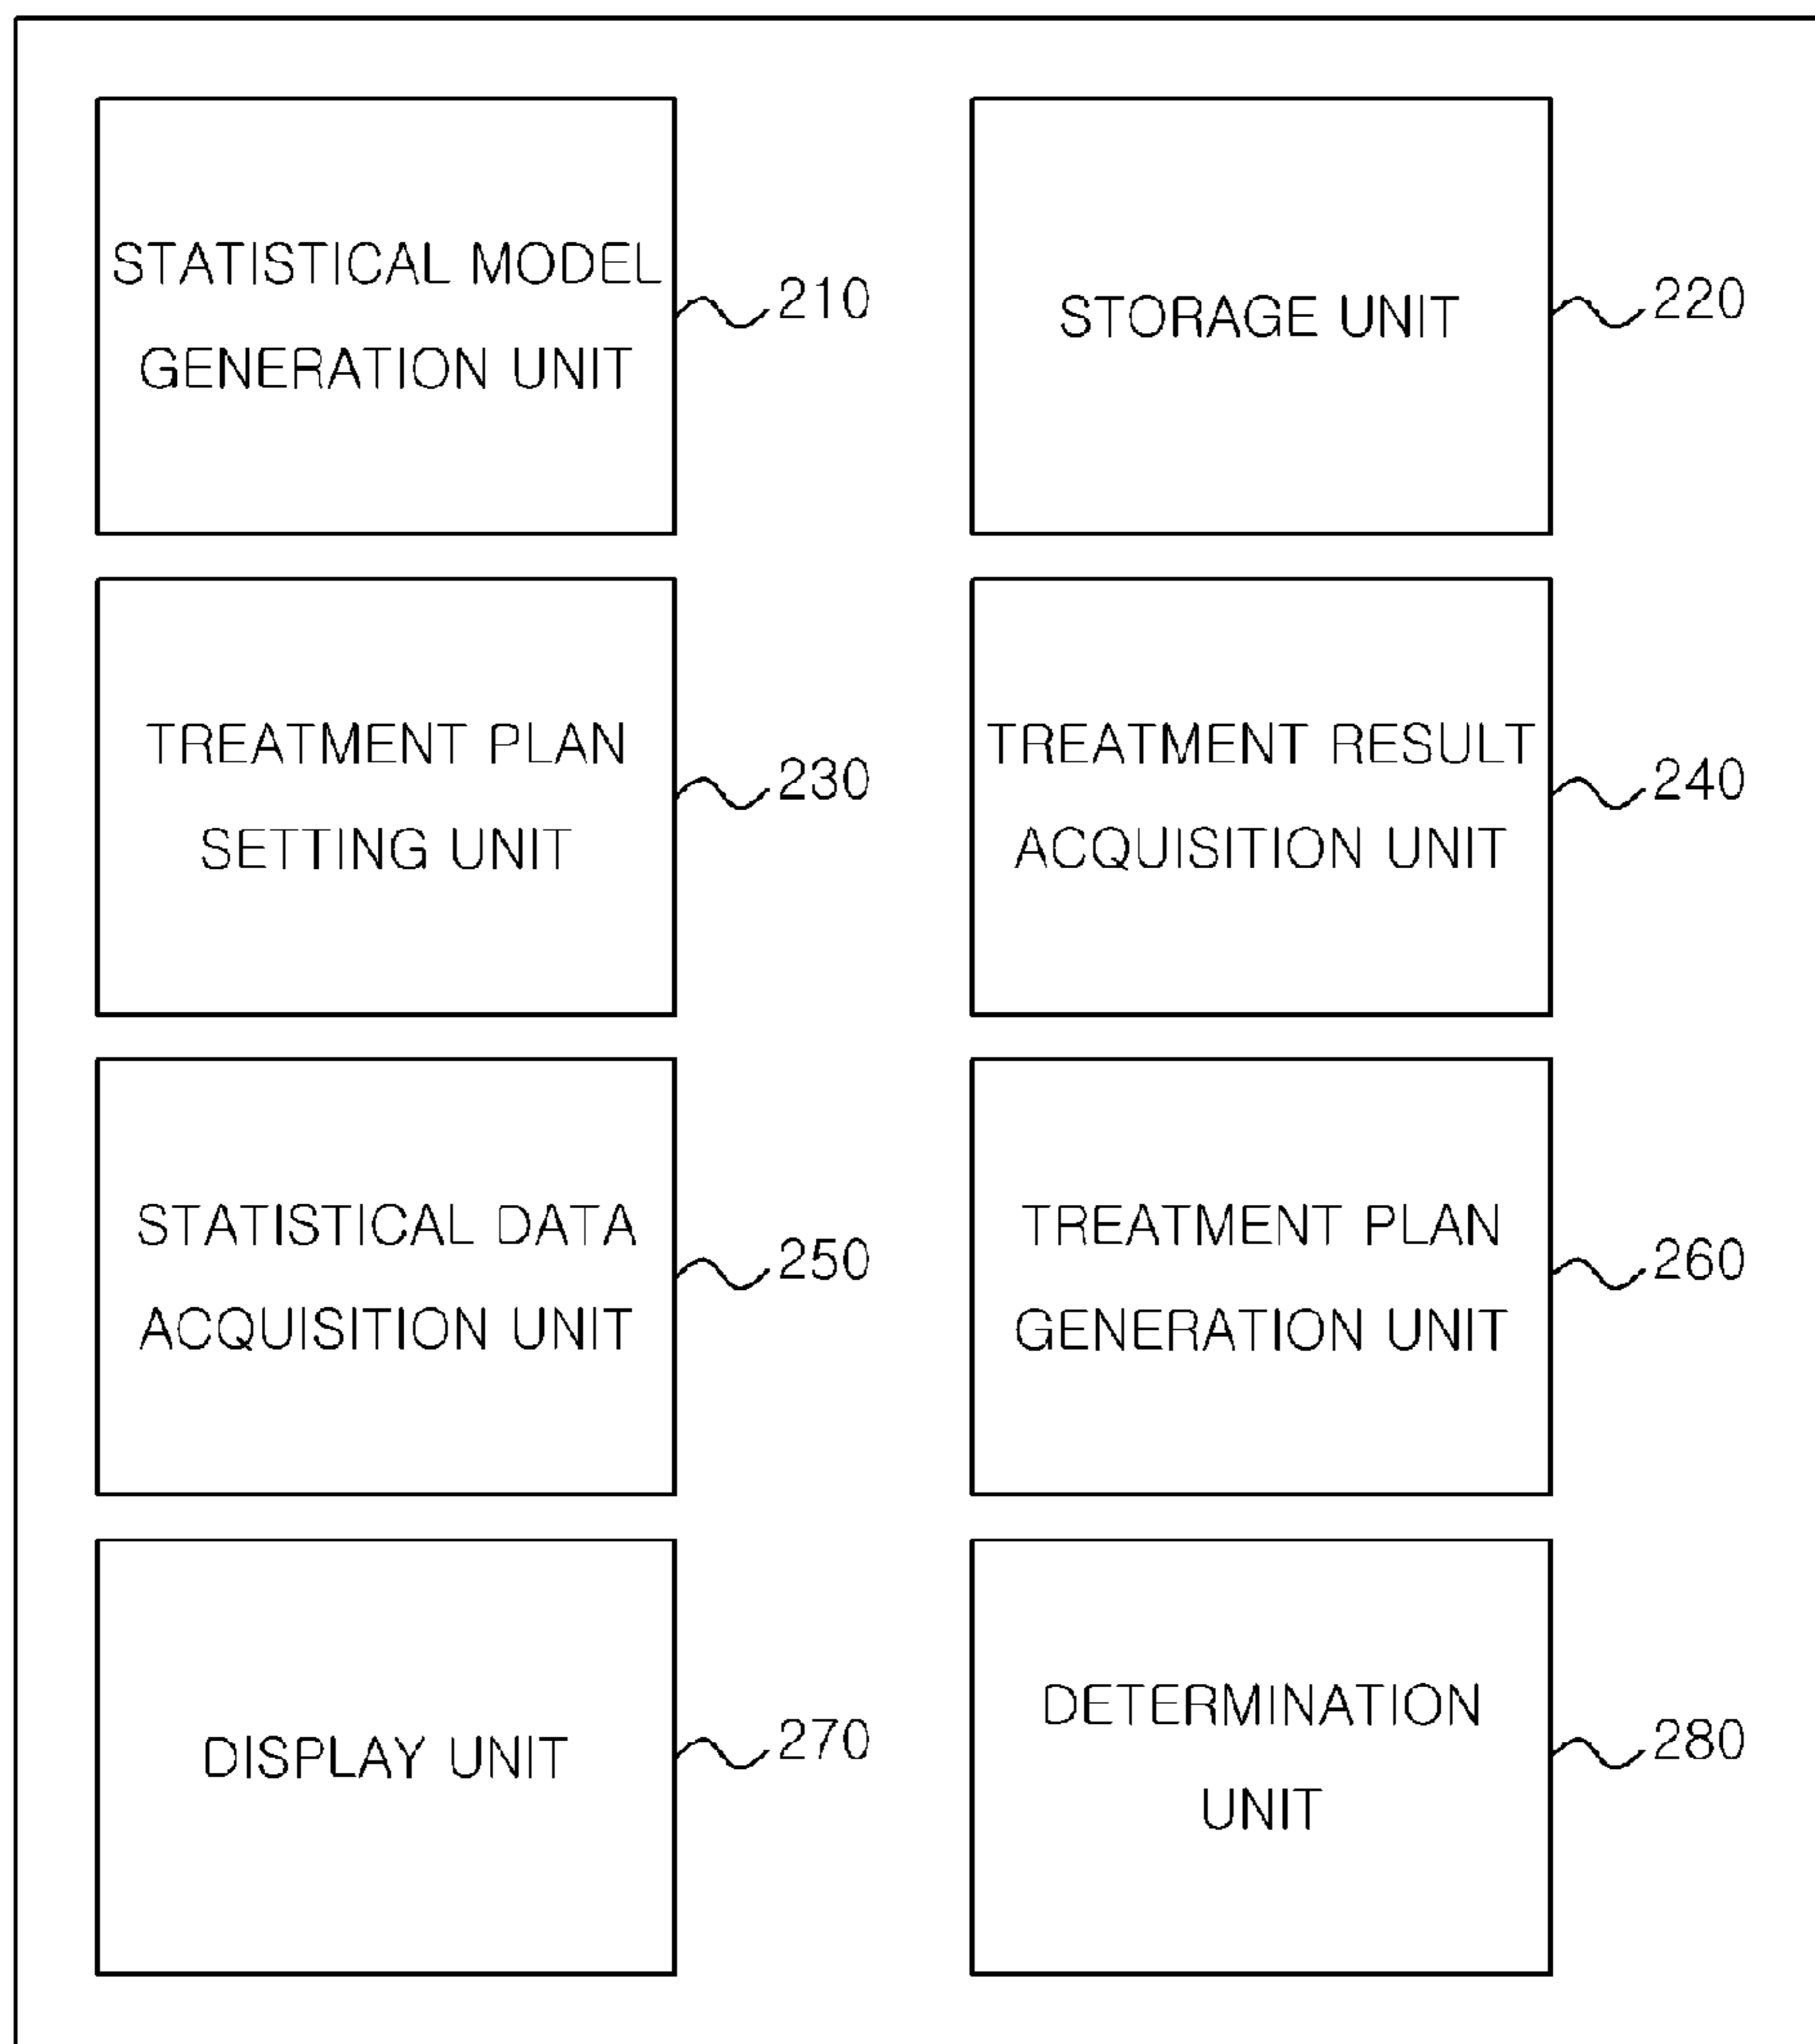 STATISTICAL MODEL
GENERATION UNIT
210
STORAGE UNIT
220
TREATMENT PLAN
SETTING UNIT
230
TREATMENT RESULT
ACQUISITION UNIT
240
STATISTICAL DATA
ACQUISITION UNIT
250
TREATMENT PLAN
GENERATION UNIT
260
DISPLAY UNIT
270
DETERMINATION
UNIT
280